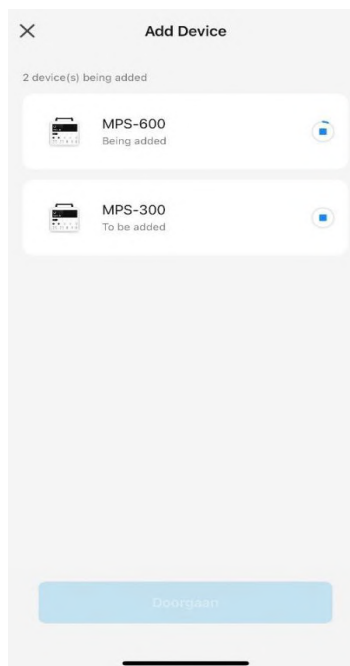 Add Device
2 device(s) being added
MPS-600
Being added
MPS-300
To be added
Doorgaan